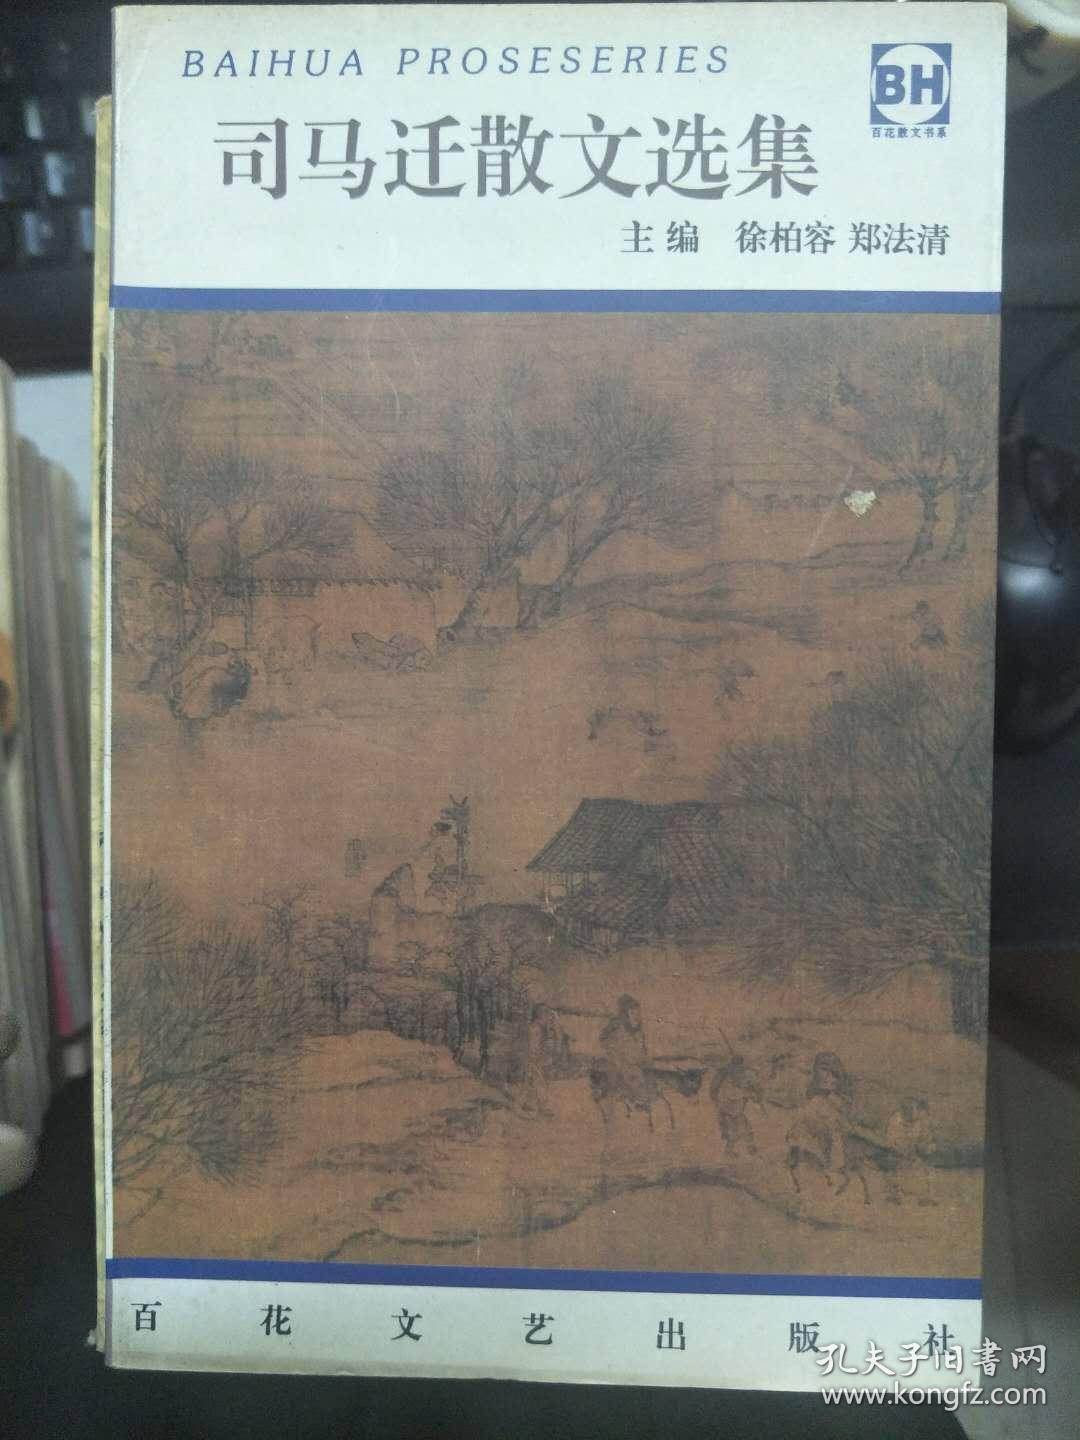 BAIHUA PROSESERIES
BH
百花散文书系
司马迁散文选集
主编 徐柏容 郑法清
百花文艺出版社
孔夫子旧书网
www.kongfz.com